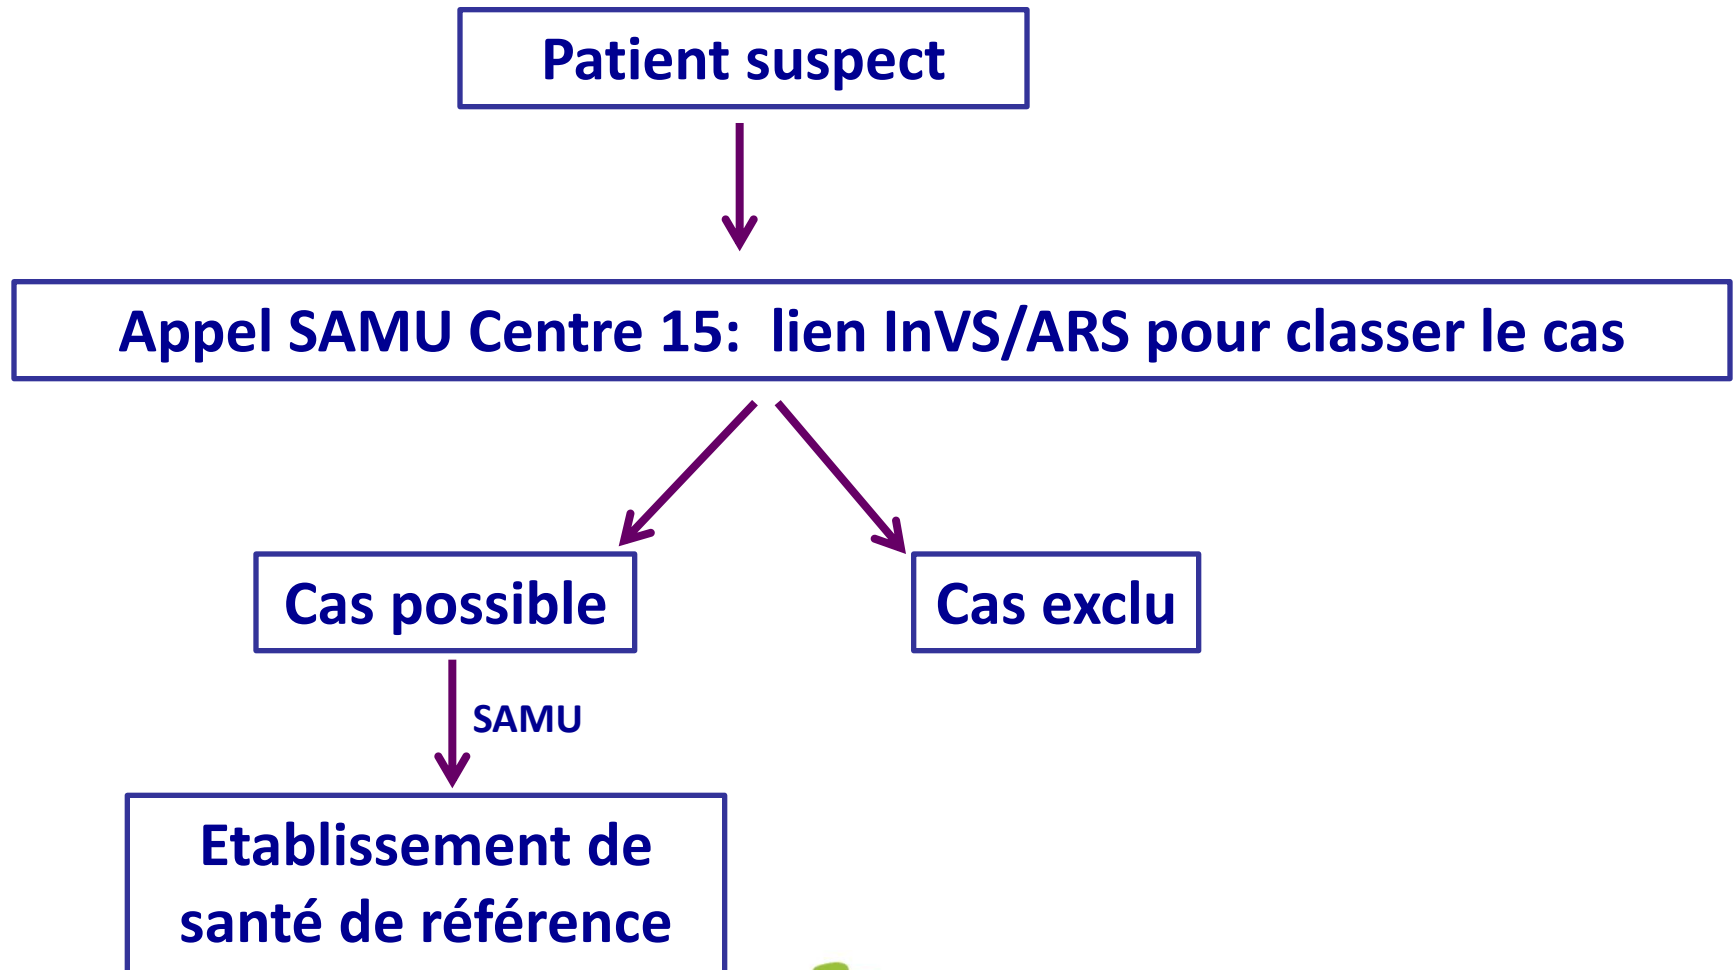 Patient suspect
Appel SAMU Centre 15: lien InVS/ARS pour classer le cas
Cas possible
Cas exclu
SAMU
Etablissement de
santé de référence